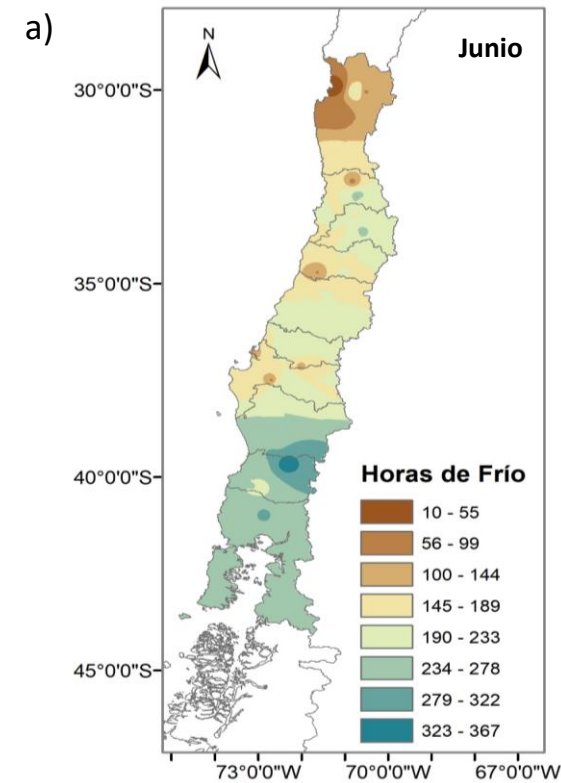 a)
N
Junio
30°0'0"S
35°0'0"S
40°0'0"S
45°0'0"S
Horas de Frío
10 - 55
56 - 99
100 - 144
145 - 189
190 - 233
234 - 278
279 - 322
323 - 367
73°0'0"W 70°0'0"W 67°0'0"W